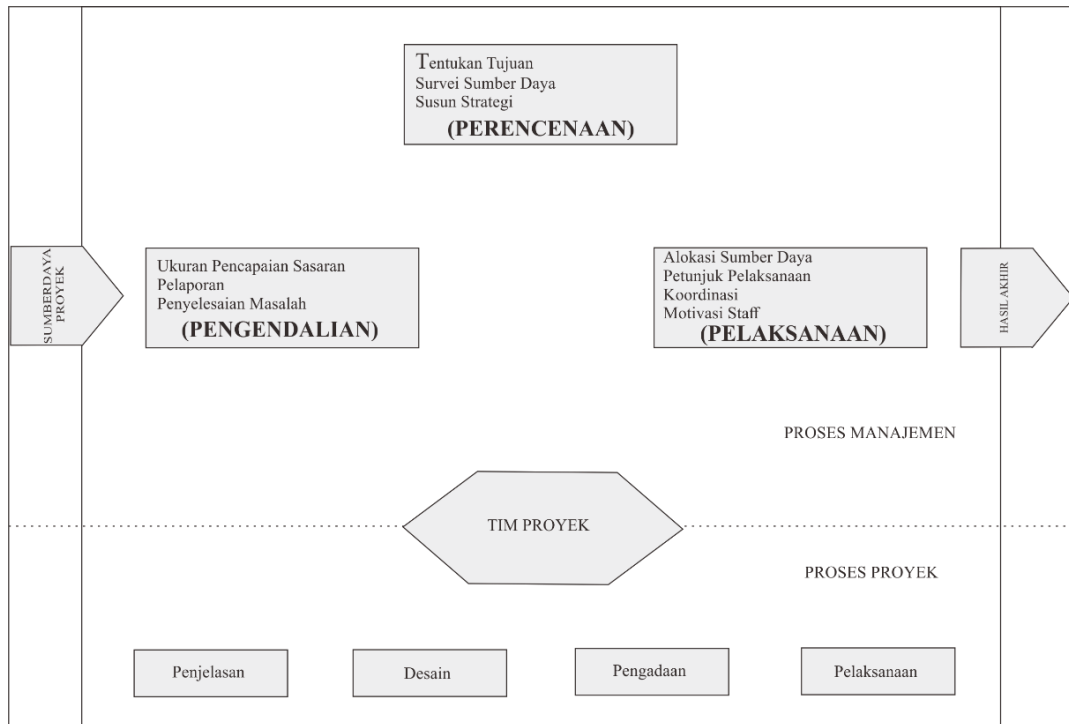 Tentukan Tujuan
Survei Sumber Daya
Susun Strategi
(PERENCENAAN)
SUMBERDAYA
PROYEK
Ukuran Pencapaian Sasaran
Pelaporan
Penyelesaian Masalah
(PENGENDALIAN)
Alokasi Sumber Daya
Petunjuk Pelaksanaan
Koordinasi
Motivasi Staff
(PELAKSANAAN)
HASIL AKHIR
PROSES MANAJEMEN
TIM PROYEK
PROSES PROYEK
Penjelasan
Desain
Pengadaan
Pelaksanaan